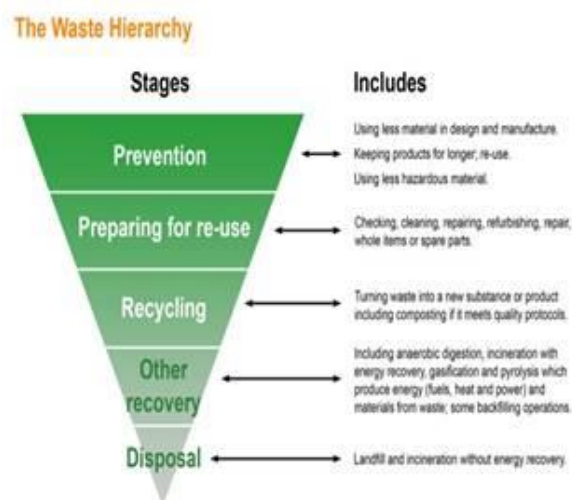 The Waste Hierarchy
Stages
Includes
Prevention
Using less material in design and manufacture.
Keeping products for longer; re-use.
Using less hazardous material.
Preparing for re-use
Checking, cleaning, repairing, refurbishing, repair,
whole items or spare parts.
Recycling
Turning waste into a new substance or product
including composting if it meets quality protocols.
Other
recovery
Including anaerobic digestion, incineration with
energy recovery, gasification and pyrolysis which
produce energy (fuels, heat and power) and
materials from waste; some backfilling operations.
Disposal
Landfill and incineration without energy recovery.